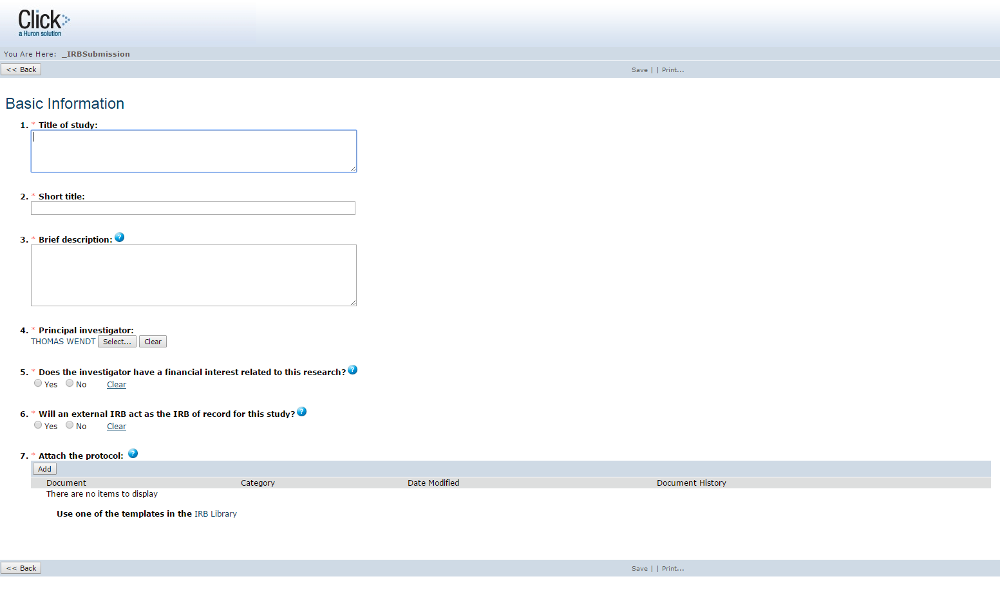 Click
a Huron solution
You Are Here: _IRBSubmission
<< Back Save | | Print...
Basic Information
1. * Title of study:
2. * Short title:
3. * Brief description: ?
4. * Principal investigator:
THOMAS WENDT Select... Clear
5. * Does the investigator have a financial interest related to this research? ?
Yes No Clear
6. * Will an external IRB act as the IRB of record for this study? ?
Yes No Clear
7. * Attach the protocol: ?
Add
Document Category Date Modified Document History
There are no items to display
Use one of the templates in the IRB Library
<< Back Save | | Print...